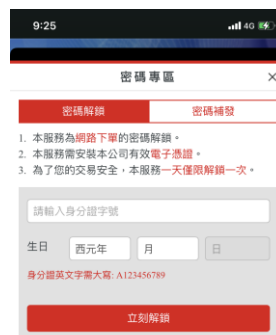 9:25
4G
密碼專區
×
密碼解鎖
密碼補發
1. 本服務為網路下單的密碼解鎖。
2. 本服務需安裝本公司有效電子憑證。
3. 為了您的交易安全，本服務一天僅限解鎖一次。
請輸入身分證字號
生日 西元年 月 日
身分證英文字需大寫: A123456789
立刻解鎖